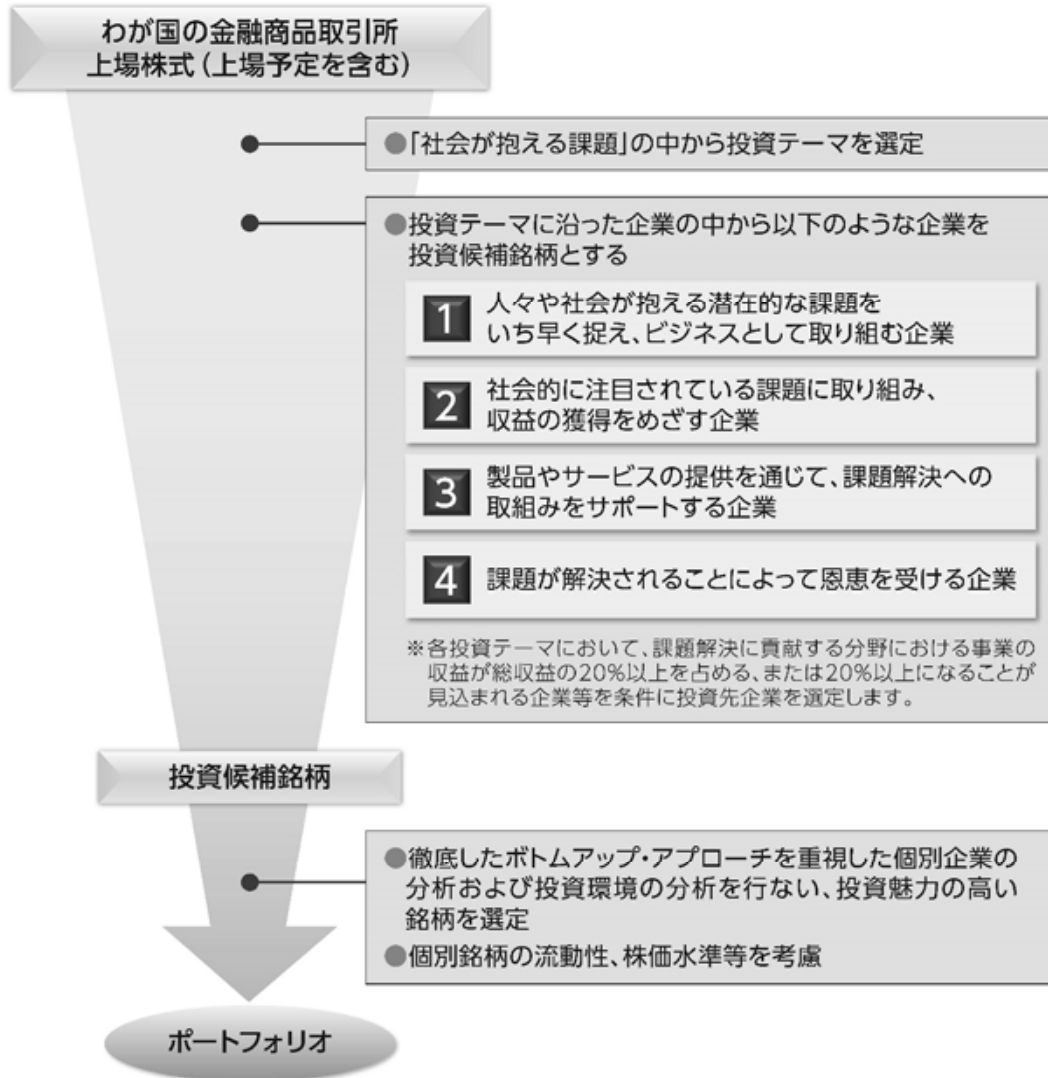 わが国の金融商品取引所
上場株式(上場予定を含む)
●「社会が抱える課題」の中から投資テーマを選定
●投資テーマに沿った企業の中から以下のような企業を
投資候補銘柄とする
1 人々や社会が抱える潜在的な課題を
いち早く捉え、ビジネスとして取り組む企業
2 社会的に注目されている課題に取り組み、
収益の獲得をめざす企業
3 製品やサービスの提供を通じて、課題解決への
取組みをサポートする企業
4 課題が解決されることによって恩恵を受ける企業
※各投資テーマにおいて、課題解決に貢献する分野における事業の
収益が総収益の20%以上を占める、または20%以上になることが
見込まれる企業等を条件に投資先企業を選定します。
投資候補銘柄
●徹底したボトムアップ・アプローチを重視した個別企業の
分析および投資環境の分析を行ない、投資魅力の高い
銘柄を選定
●個別銘柄の流動性、株価水準等を考慮
ポートフォリオ